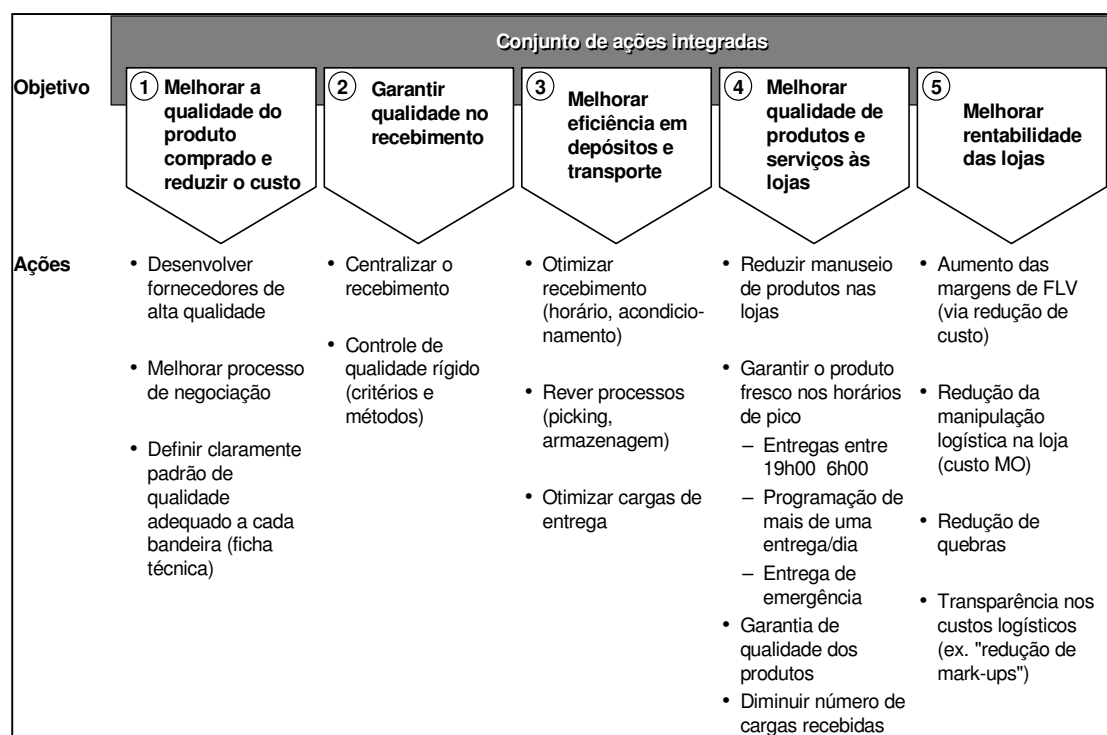 Conjunto de ações integradas
Objetivo
1 Melhorar a
qualidade do
produto
comprado e
reduzir o custo
2 Garantir
qualidade no
recebimento
3 Melhorar
eficiência em
depósitos e
transporte
4 Melhorar
qualidade de
produtos e
serviços às
lojas
5 Melhorar
rentabilidade
das lojas
Ações
• Desenvolver
fornecedores de
alta qualidade
• Melhorar processo
de negociação
• Definir claramente
padrão de
qualidade
adequado a cada
bandeira (ficha
técnica)
• Centralizar o
recebimento
• Controle de
qualidade rígido
(critérios e
métodos)
• Otimizar
recebimento
(horário, acondicio-
namento)
• Rever processos
(picking,
armazenagem)
• Otimizar cargas de
entrega
• Reduzir manuseio
de produtos nas
lojas
• Garantir o produto
fresco nos horários
de pico
– Entregas entre
19h00 6h00
– Programação de
mais de uma
entrega/dia
– Entrega de
emergência
• Garantia de
qualidade dos
produtos
• Diminuir número de
cargas recebidas
• Aumento das
margens de FLV
(via redução de
custo)
• Redução da
manipulação
logística na loja
(custo MO)
• Redução de
quebras
• Transparência nos
custos logísticos
(ex. "redução de
mark-ups")